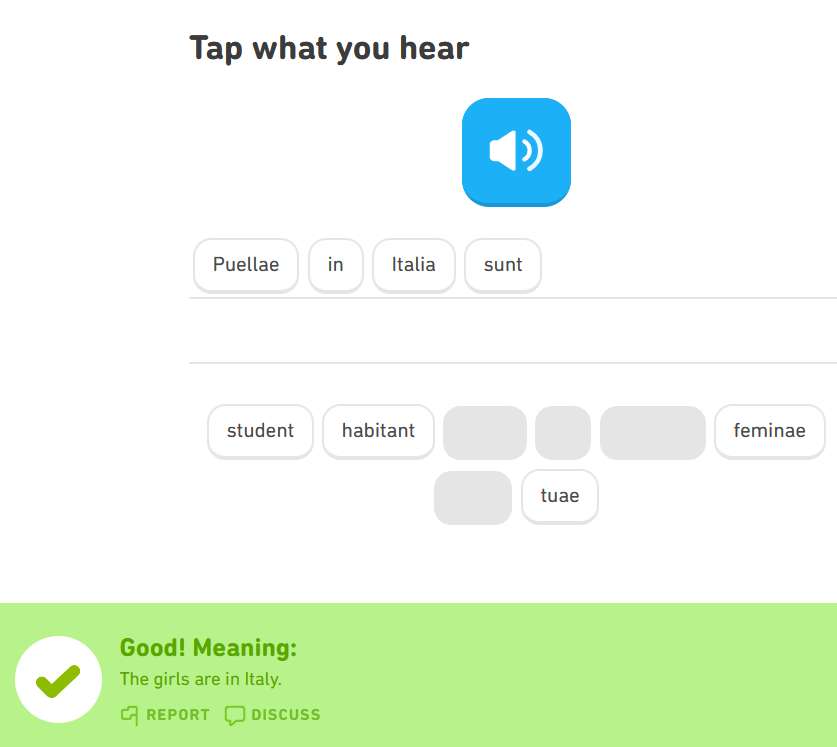 Tap what you hear
Puellae in Italia sunt
student habitant feminae
tuae
Good! Meaning:
The girls are in Italy.
REPORT DISCUSS